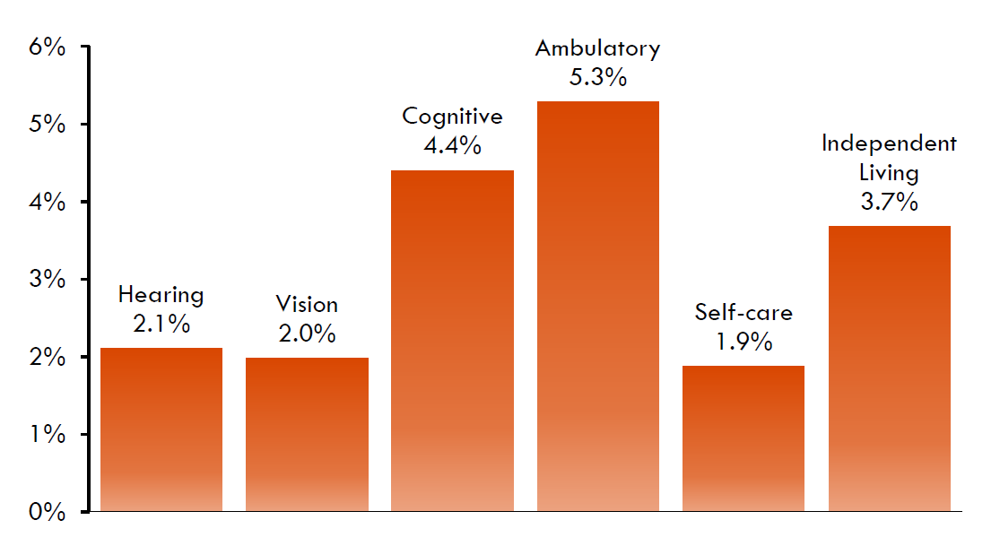 6%
5%
4%
3%
2%
1%
0%
Hearing
2.1%
Vision
2.0%
Cognitive
4.4%
Ambulatory
5.3%
Self-care
1.9%
Independent
Living
3.7%